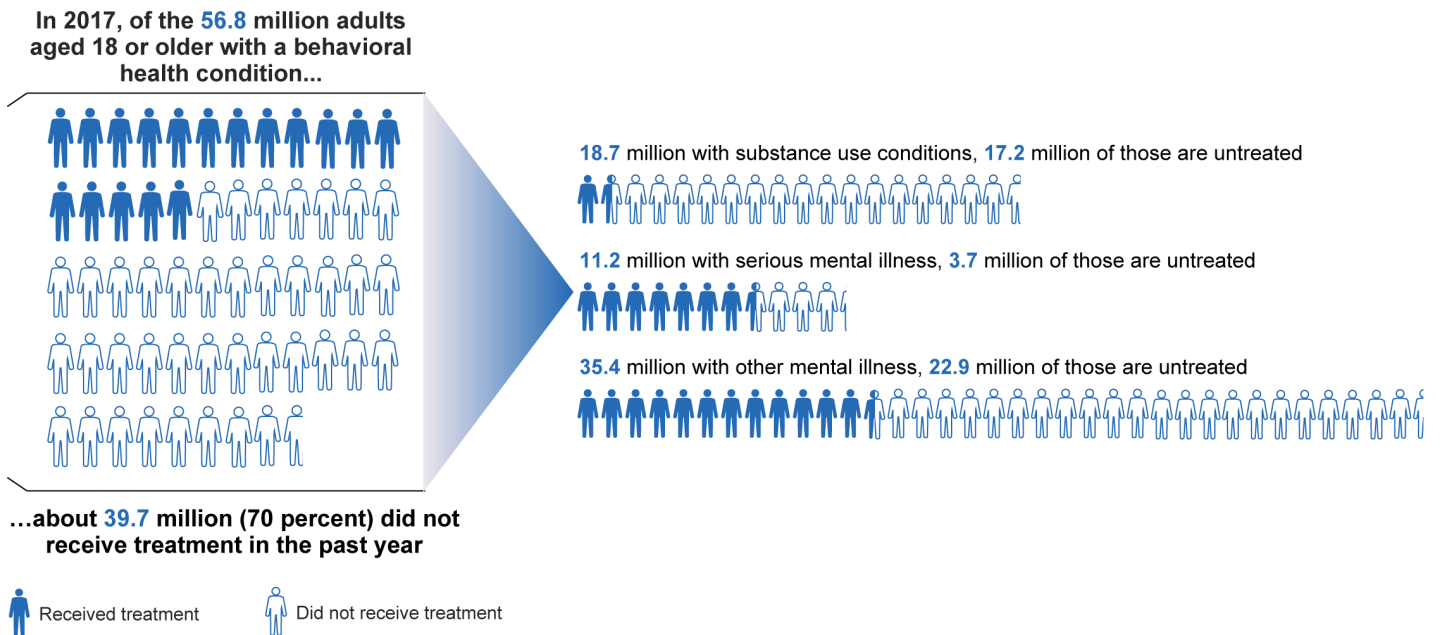 In 2017, of the 56.8 million adults
aged 18 or older with a behavioral
health condition...
18.7 million with substance use conditions, 17.2 million of those are untreated
11.2 million with serious mental illness, 3.7 million of those are untreated
35.4 million with other mental illness, 22.9 million of those are untreated
...about 39.7 million (70 percent) did not
receive treatment in the past year
Received treatment
Did not receive treatment